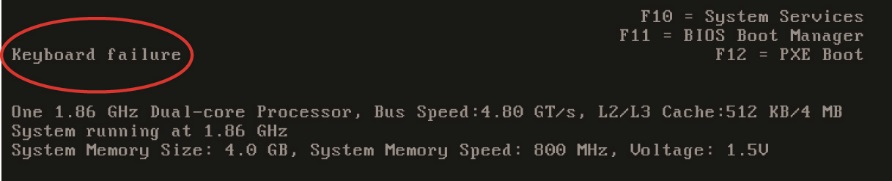 F10 = System Services
F11 = BIOS Boot Manager
Keyboard failure
F12 = PXE Boot
One 1.86 GHz Dual-core Processor, Bus Speed:4.80 GT/s, L2/L3 Cache:512 KB/4 MB
System running at 1.86 GHz
System Memory Size: 4.0 GB, System Memory Speed: 800 MHz, Voltage: 1.5V